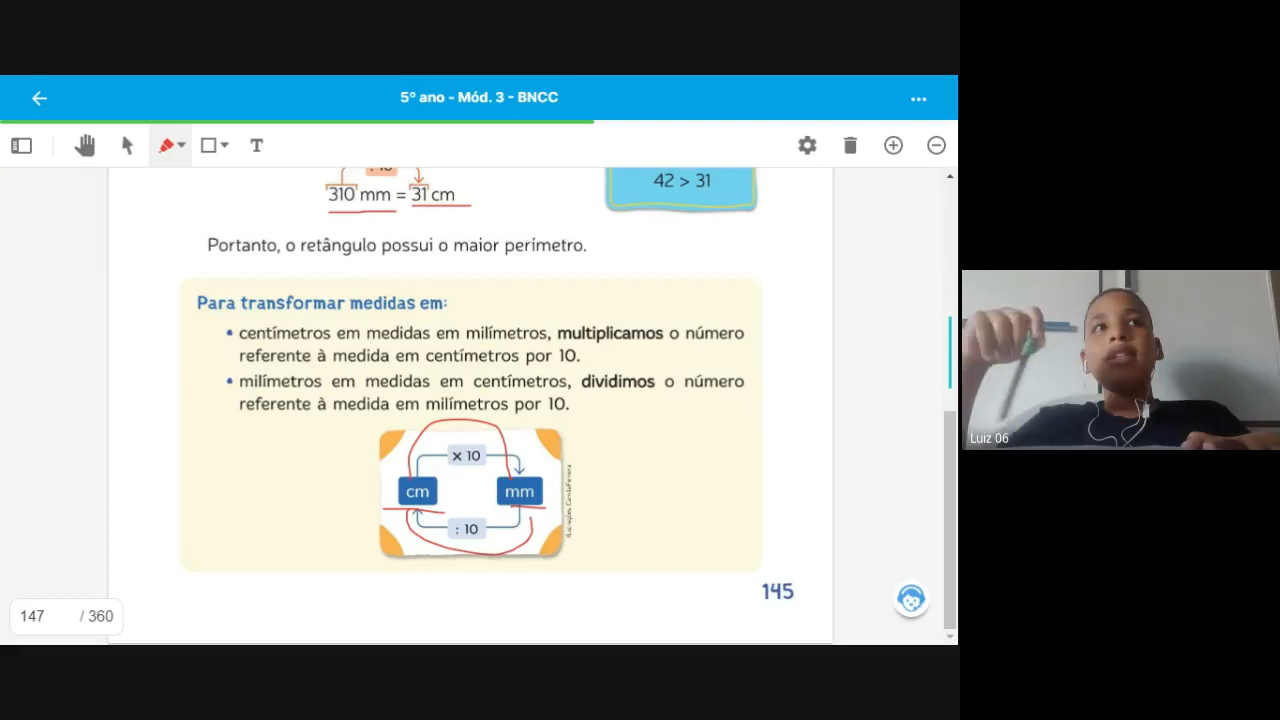 5º ano - Mód. 3 - BNCC
T
310 mm = 31 cm
42 > 31
Portanto, o retângulo possui o maior perímetro.
Para transformar medidas em:
• centímetros em medidas em milímetros, multiplicamos o número
referente à medida em centímetros por 10.
• milímetros em medidas em centímetros, dividimos o número
referente à medida em milímetros por 10.
x 10
cm mm
: 10
145
147 / 360
Luiz 06